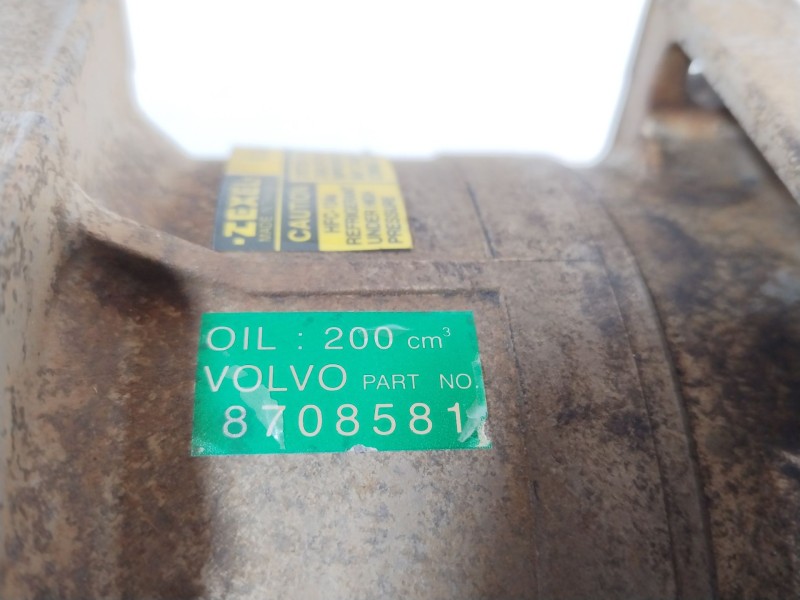 ZEXEL
CAUTION
HFC-134a
REFRIGERANT
UNDER HIGH
PRESSURE
OIL : 200 cm³
VOLVO PART NO.
8708581